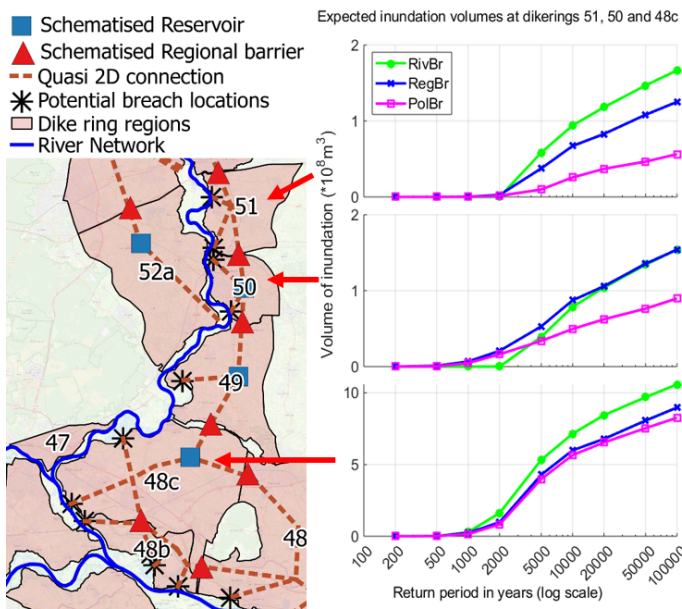 Schematised Reservoir
Schematised Regional barrier
Quasi 2D connection
Potential breach locations
Dike ring regions
River Network
51
52a
50
49
47
48c
48
48b
Expected inundation volumes at dikerings 51, 50 and 48c
RivBr
RegBr
PolBr
2
1
0
3
2
1
0
10
5
0
Volume of inundation (*10⁸m³)
100
200
500
1000
2000
5000
10000
20000
50000
100000
Return period in years (log scale)